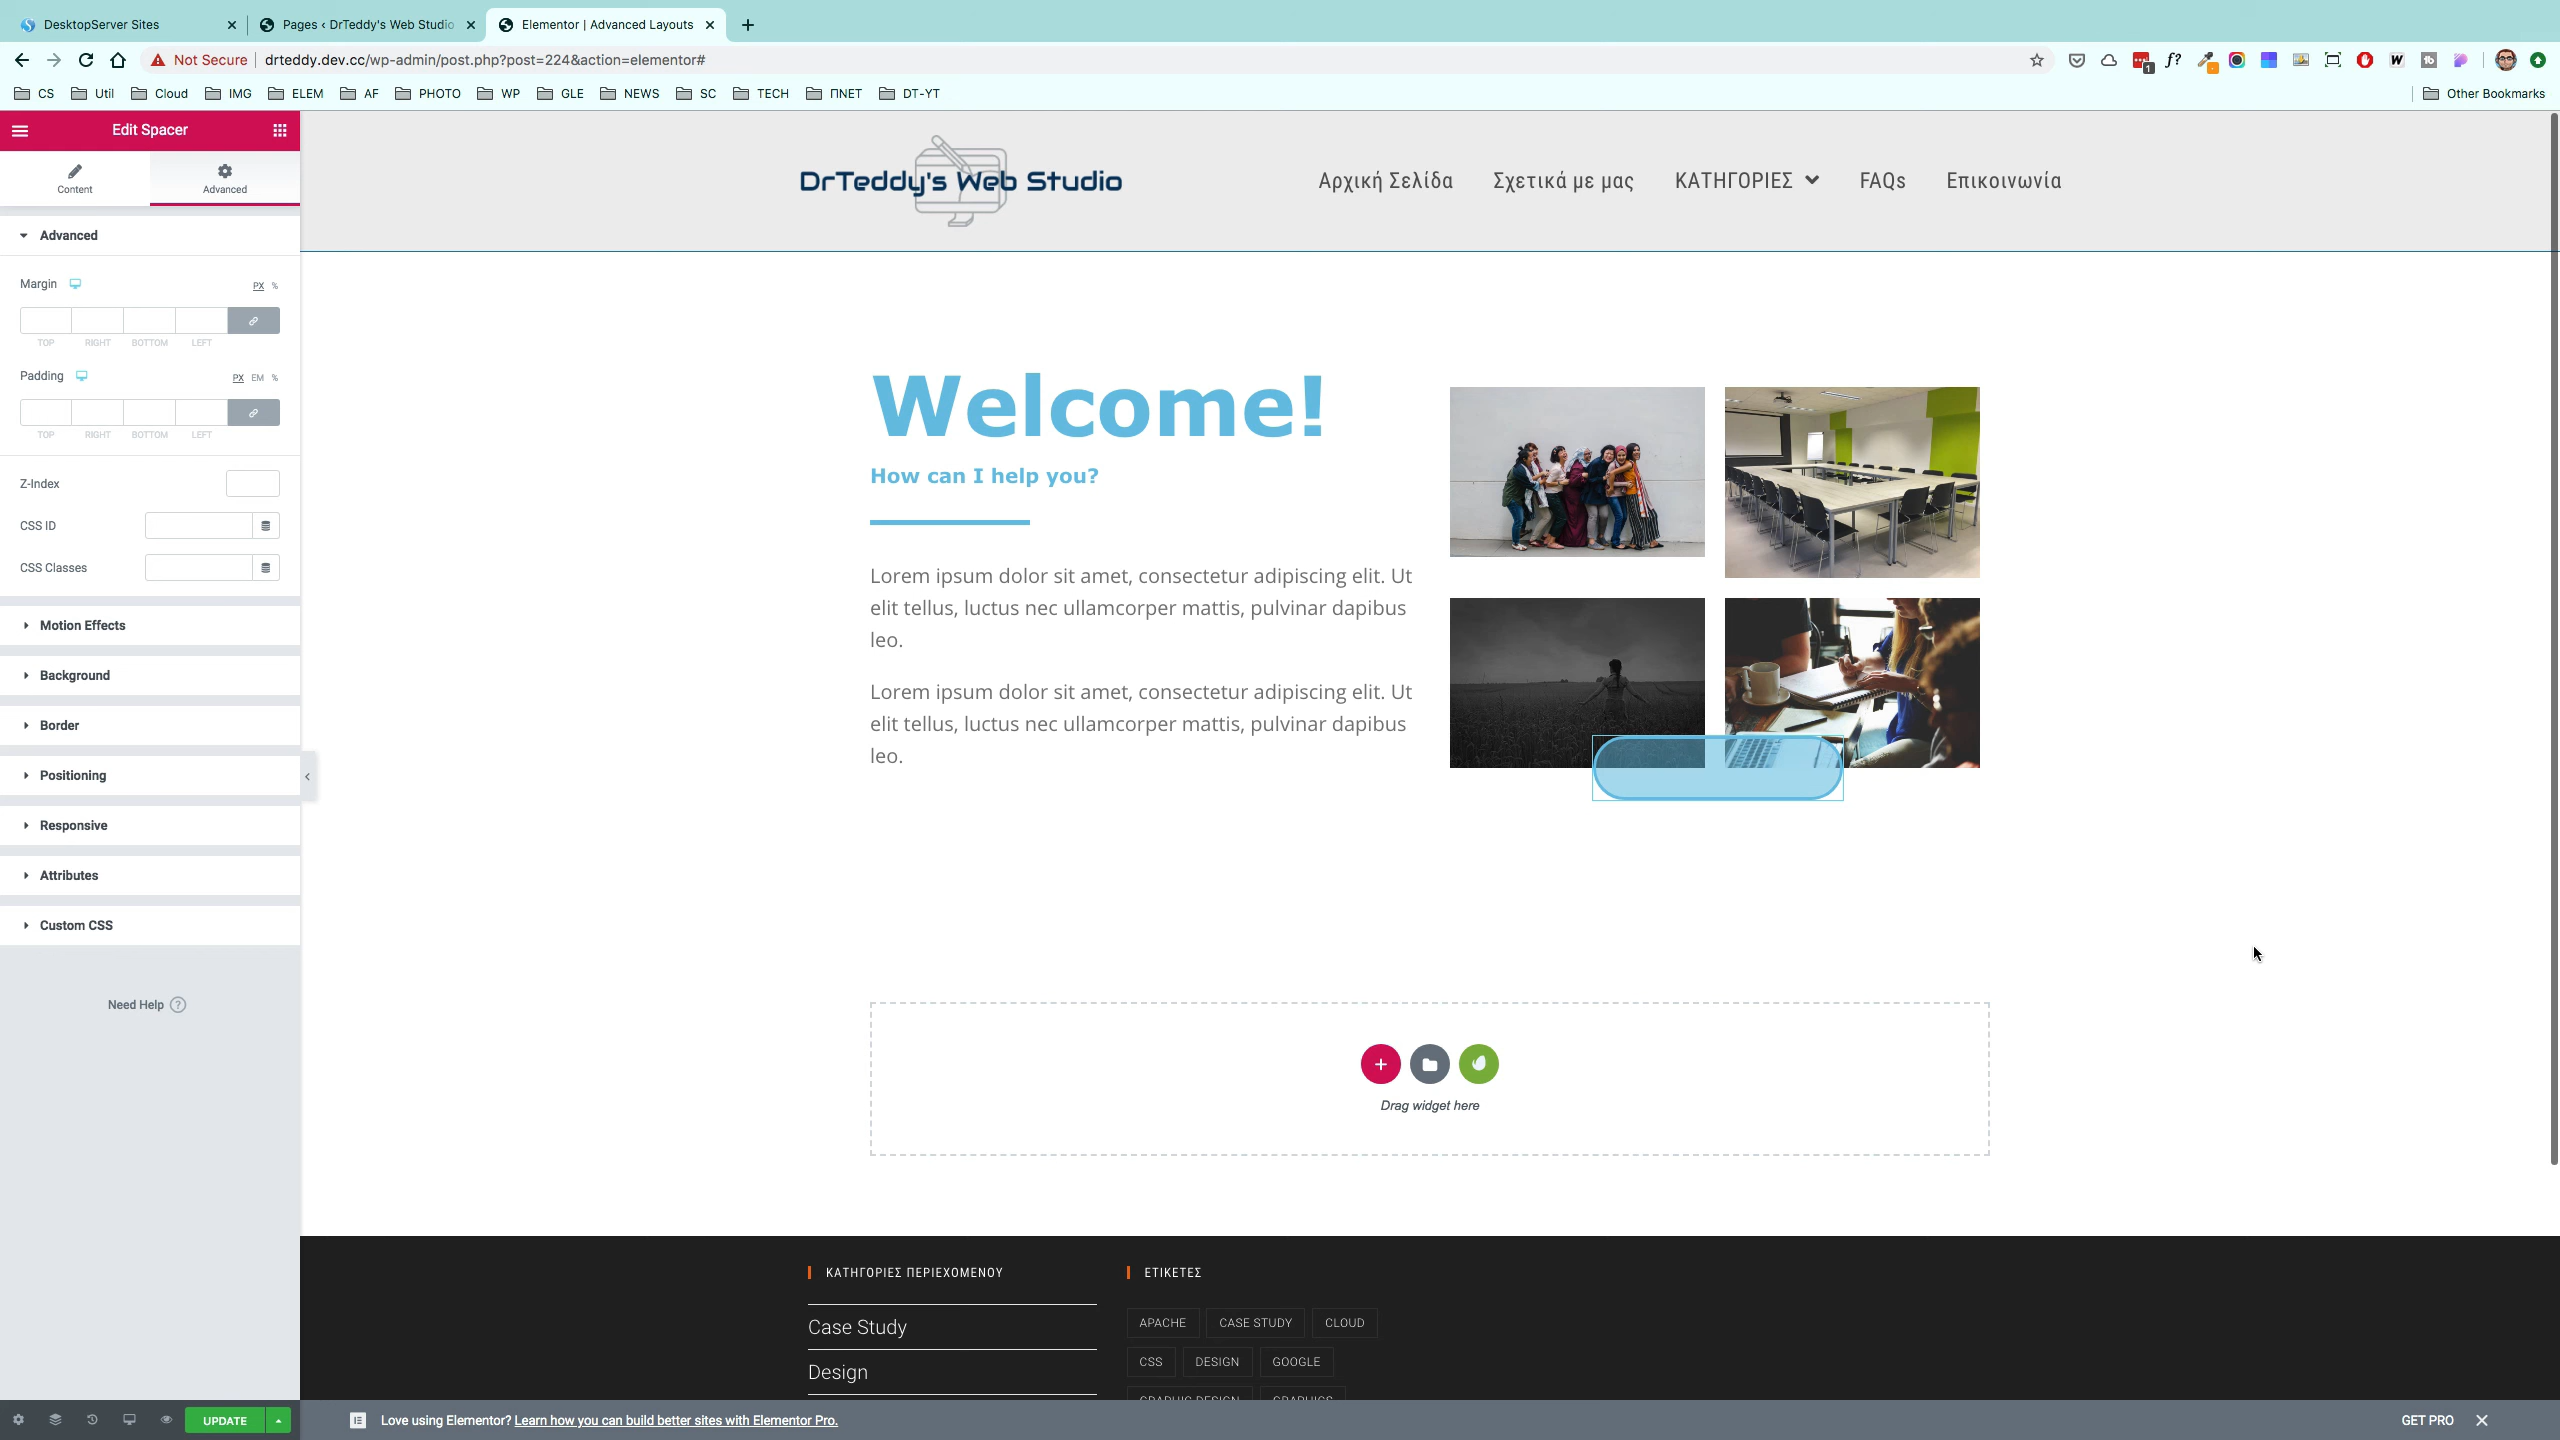 DesktopServer Sites
Pages ‹ DrTeddy's Web Studio
Elementor | Advanced Layouts
Not Secure
drteddy.dev.cc/wp-admin/post.php?post=224&action=elementor#
CS Util Cloud IMG ELEM AF PHOTO WP GLE NEWS SC TECH ΠΝΕΤ DT-YT Other Bookmarks
Edit Spacer
Content
Advanced
Advanced
Margin PX %
TOP RIGHT BOTTOM LEFT
Padding PX EM %
TOP RIGHT BOTTOM LEFT
Z-Index
CSS ID
CSS Classes
Motion Effects
Background
Border
Positioning
Responsive
Attributes
Custom CSS
Need Help
UPDATE
DrTeddy's Web Studio
Αρχική Σελίδα Σχετικά με μας ΚΑΤΗΓΟΡΙΕΣ FAQs Επικοινωνία
Welcome!
How can I help you?
Lorem ipsum dolor sit amet, consectetur adipiscing elit. Ut
elit tellus, luctus nec ullamcorper mattis, pulvinar dapibus
leo.
Lorem ipsum dolor sit amet, consectetur adipiscing elit. Ut
elit tellus, luctus nec ullamcorper mattis, pulvinar dapibus
leo.
Drag widget here
ΚΑΤΗΓΟΡΙΕΣ ΠΕΡΙΕΧΟΜΕΝΟΥ
Case Study
Design
ΕΤΙΚΕΤΕΣ
APACHE CASE STUDY CLOUD
CSS DESIGN GOOGLE
GRAPHIC DESIGN GRAPHICS
Love using Elementor? Learn how you can build better sites with Elementor Pro.
GET PRO